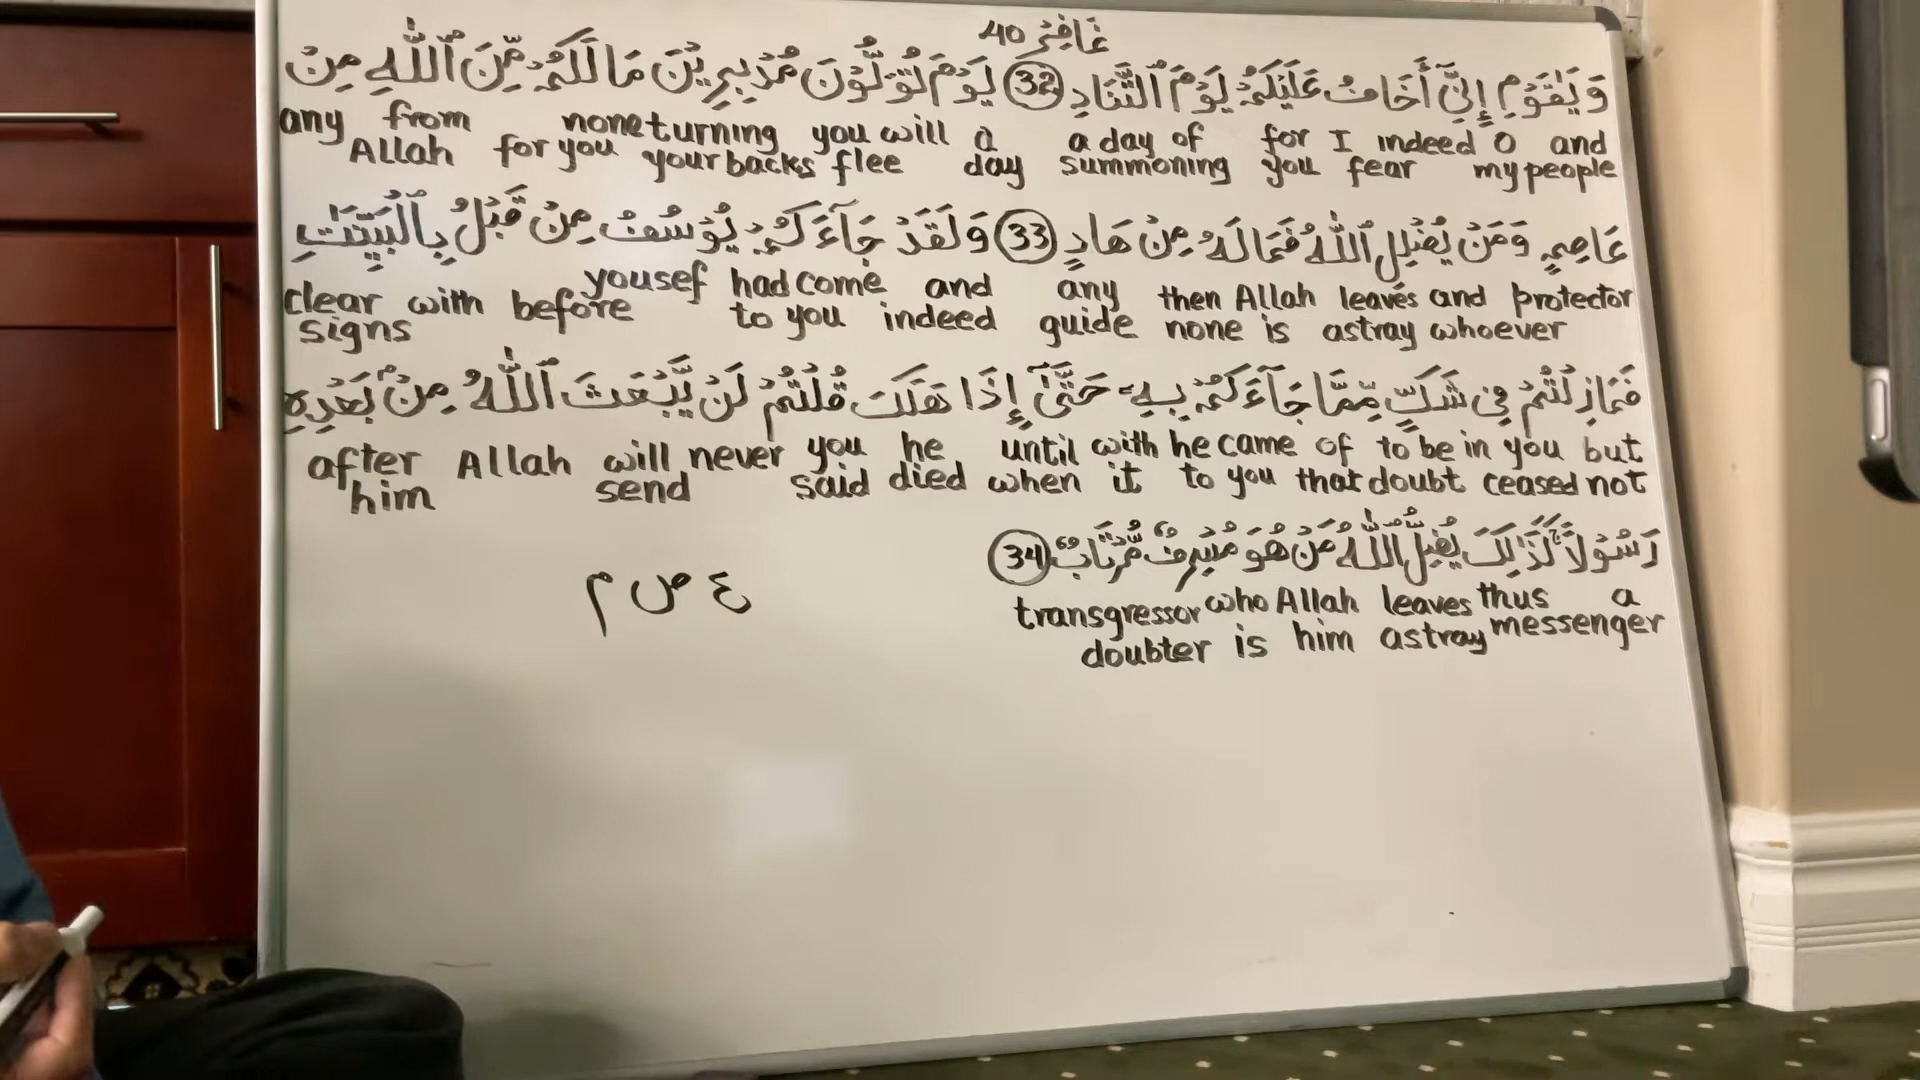 غَافِرْ 40
وَيَٰقَوْمِ إِنِّيٓ أَخَافُ عَلَيْكُمْ يَوْمَ ٱلتَّنَادِ (32) يَوْمَ تُوَلُّوْنَ مُدْبِرِيْنَ مَا لَكُمْ مِّنَ ٱللَّٰهِ مِنْ
any from none turning you will a a day of for I indeed O and
Allah for you your backs flee day summoning you fear my people
عَاصِمٍ وَمَنْ يُضْلِلِ ٱللَّٰهُ فَمَا لَهُ مِنْ هَادٍ (33) وَلَقَدْ جَآءَكُمْ يُوْسُفُ مِنْ قَبْلُ بِٱلْبَيِّنَٰتِ
clear with before yousef had come and any then Allah leaves and protector
signs to you indeed guide none is astray whoever
فَمَا زِلْتُمْ فِي شَكٍّ مِّمَّا جَآءَكُمْ بِهِ حَتَّىٰٓ إِذَا هَلَكَ قُلْتُمْ لَنْ يَّبْعَثَ ٱللَّٰهُ مِنْۢ بَعْدِهِ
after Allah will never you he until with he came of to be in you but
him send said died when it to you that doubt ceased not
رَسُوْلًا ۚ كَذَٰلِكَ يُضِلُّ ٱللَّٰهُ مَنْ هُوَ مُسْرِفٌ مُّرْتَابٌ (34)
ع ص م
transgressor who Allah leaves thus a
doubter is him astray messenger